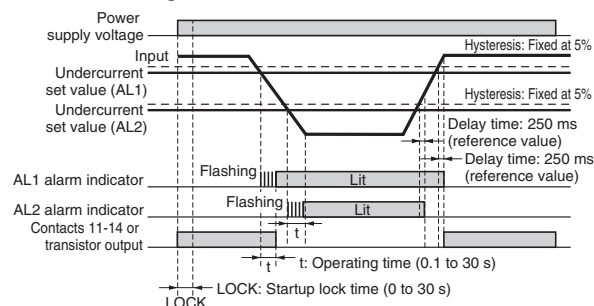 Power
supply voltage
Input
Hysteresis: Fixed at 5%
Undercurrent
set value (AL1)
Hysteresis: Fixed at 5%
Undercurrent
set value (AL2)
Delay time: 250 ms
(reference value)
Delay time: 250 ms
(reference value)
AL1 alarm indicator
Flashing
Lit
AL2 alarm indicator
Flashing
Lit
t
Contacts 11-14 or
transistor output
t
t: Operating time (0.1 to 30 s)
LOCK: Startup lock time (0 to 30 s)
LOCK